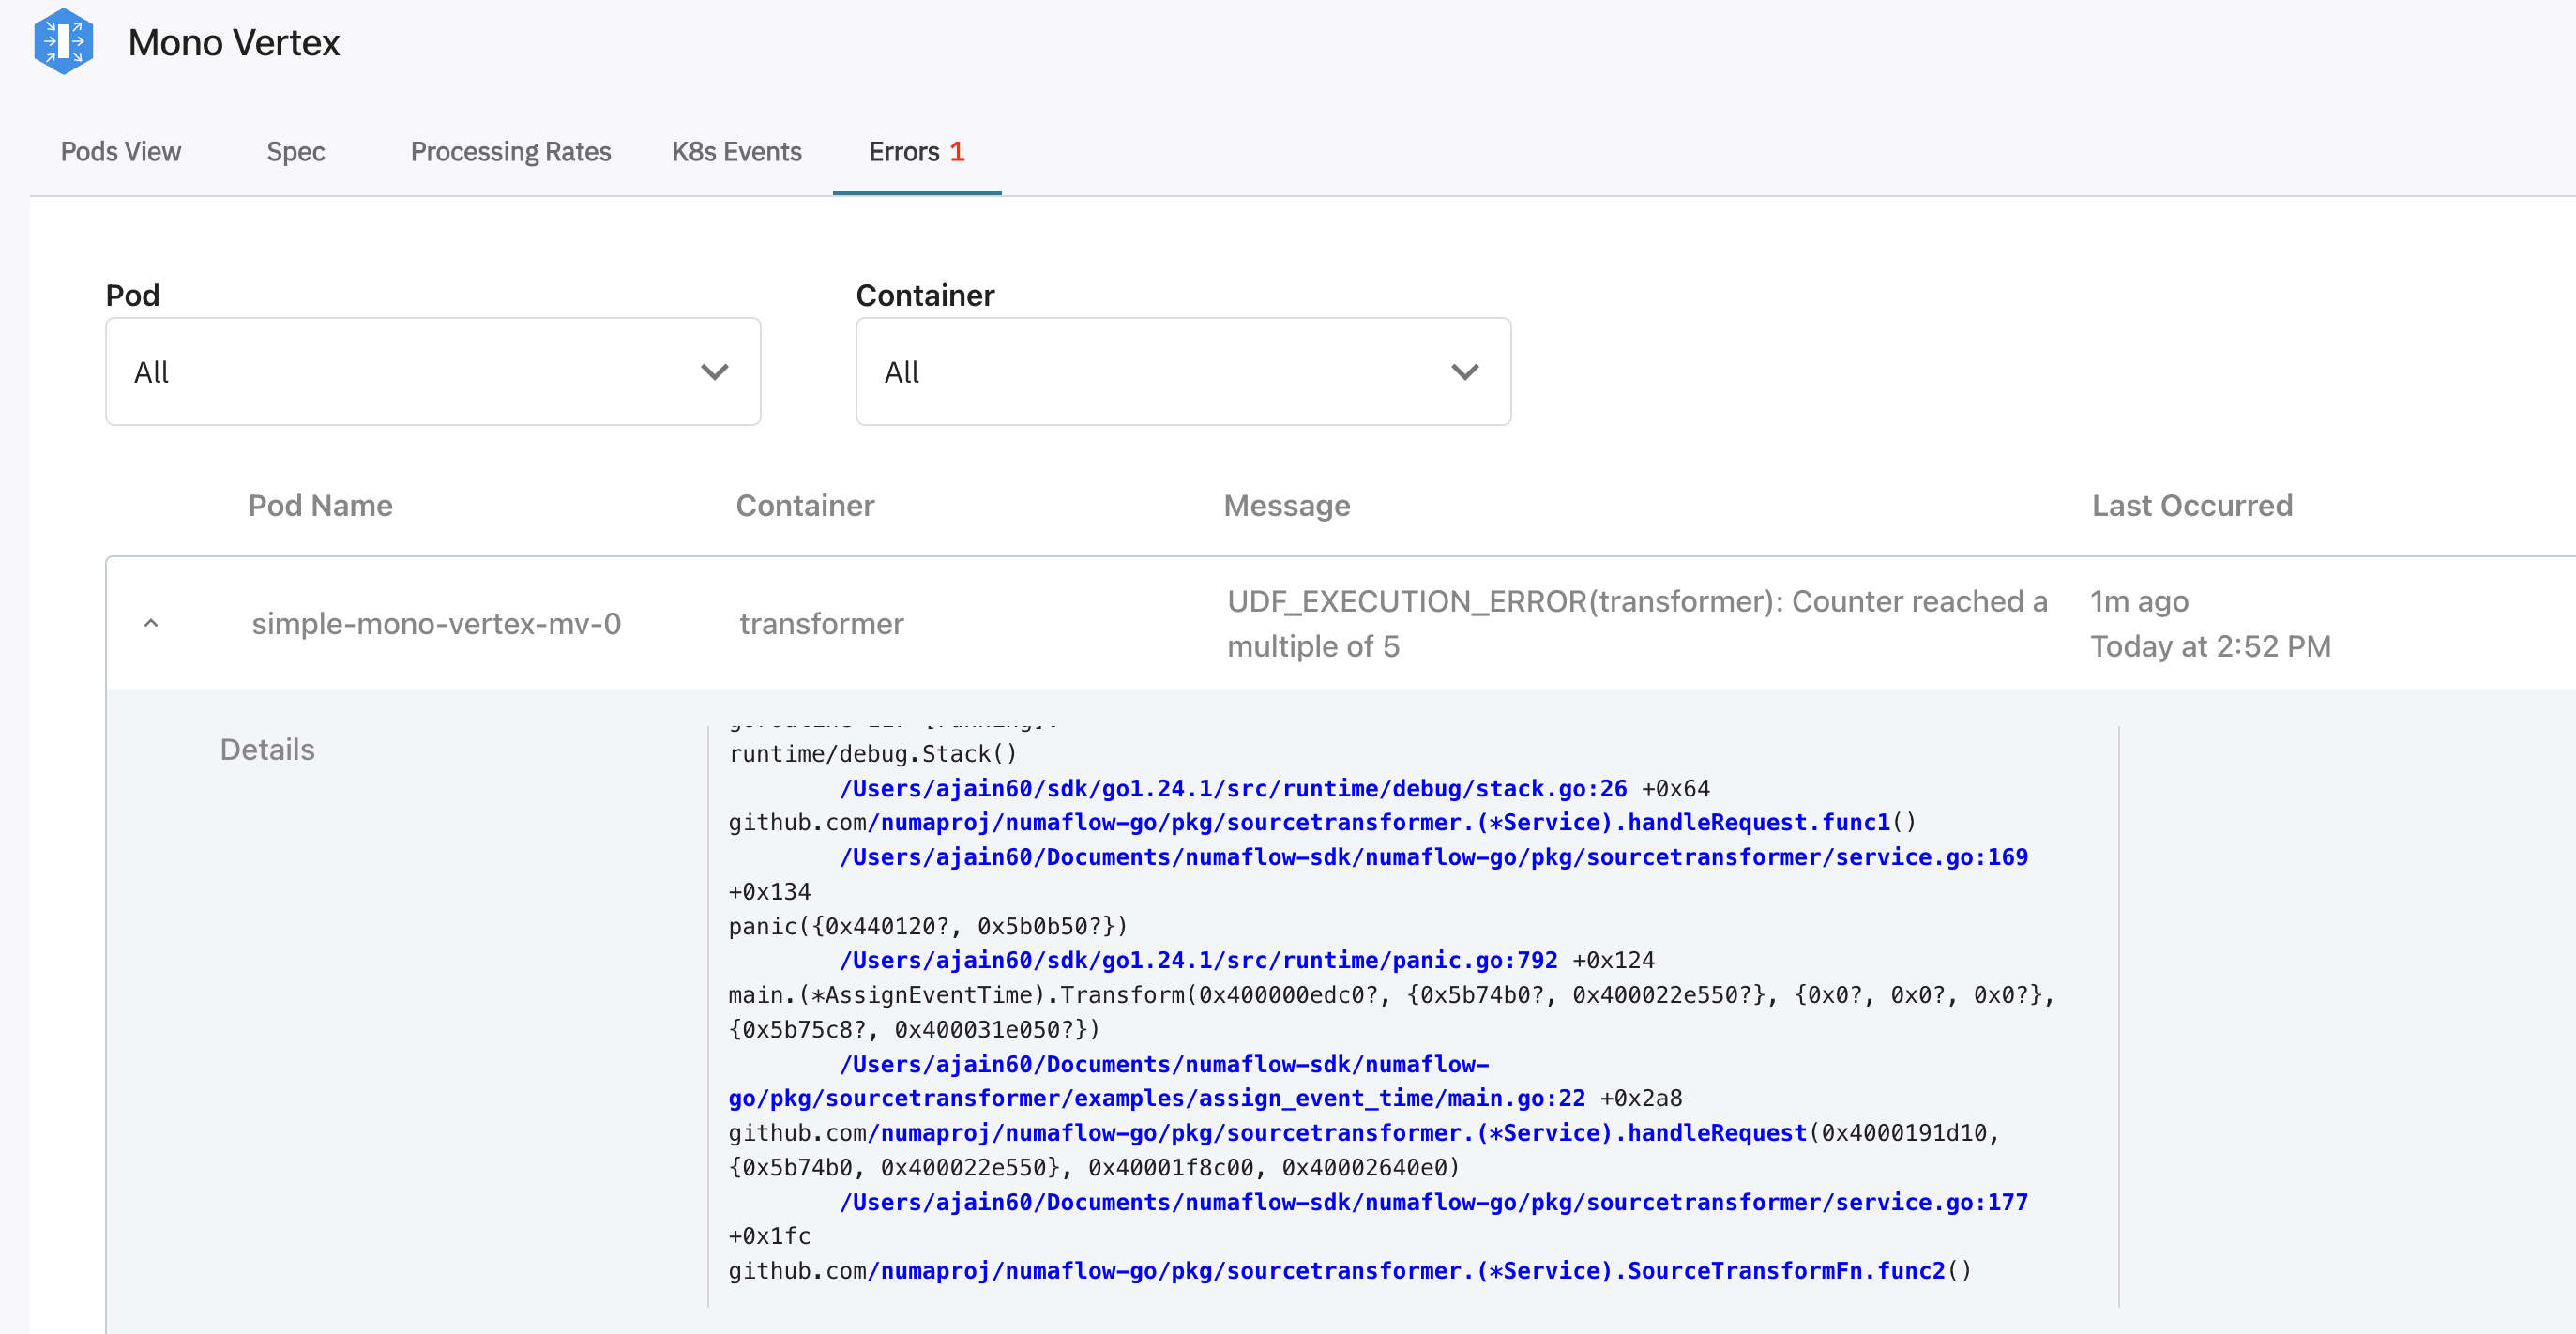 Mono Vertex
Pods View Spec Processing Rates K8s Events Errors 1
Pod Container
All All
Pod Name Container Message Last Occurred
simple-mono-vertex-mv-0 transformer UDF_EXECUTION_ERROR(transformer): Counter reached a 1m ago
multiple of 5 Today at 2:52 PM
Details
runtime/debug.Stack()
/Users/ajain60/sdk/go1.24.1/src/runtime/debug/stack.go:26 +0x64
github.com/numaproj/numaflow-go/pkg/sourcetransformer.(*Service).handleRequest.func1()
/Users/ajain60/Documents/numaflow-sdk/numaflow-go/pkg/sourcetransformer/service.go:169
+0x134
panic({0x440120?, 0x5b0b50?})
/Users/ajain60/sdk/go1.24.1/src/runtime/panic.go:792 +0x124
main.(*AssignEventTime).Transform(0x400000edc0?, {0x5b74b0?, 0x400022e550?}, {0x0?, 0x0?, 0x0?},
{0x5b75c8?, 0x400031e050?})
/Users/ajain60/Documents/numaflow-sdk/numaflow-
go/pkg/sourcetransformer/examples/assign_event_time/main.go:22 +0x2a8
github.com/numaproj/numaflow-go/pkg/sourcetransformer.(*Service).handleRequest(0x4000191d10,
{0x5b74b0, 0x400022e550}, 0x40001f8c00, 0x40002640e0)
/Users/ajain60/Documents/numaflow-sdk/numaflow-go/pkg/sourcetransformer/service.go:177
+0x1fc
github.com/numaproj/numaflow-go/pkg/sourcetransformer.(*Service).SourceTransformFn.func2()